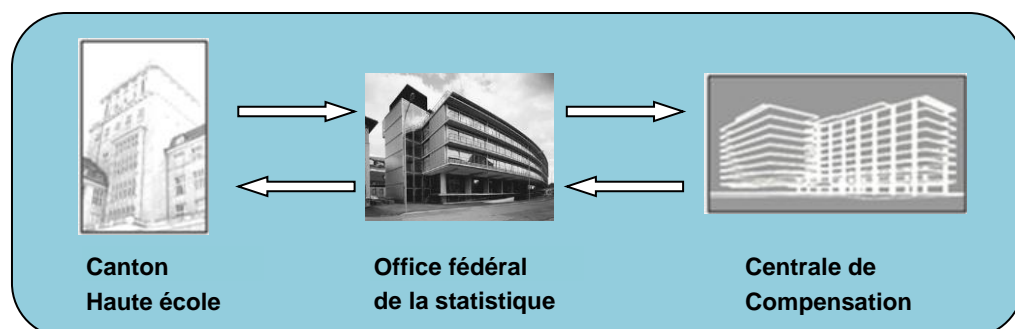 Canton
Haute école
Office fédéral
de la statistique
Centrale de
Compensation